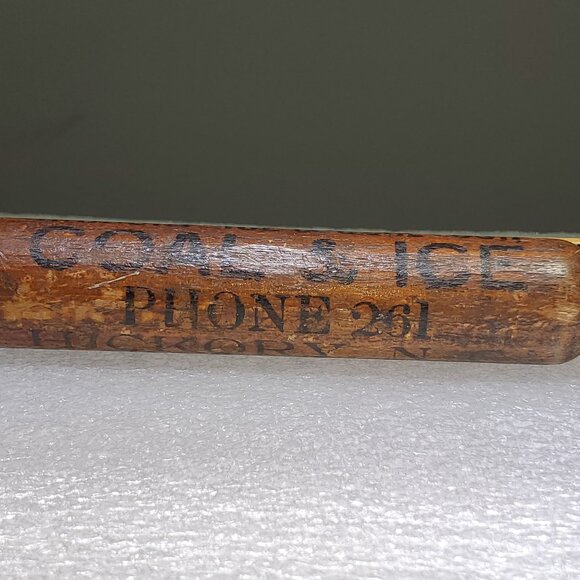 COAL & ICE
PHONE 261
HICKORY, N.